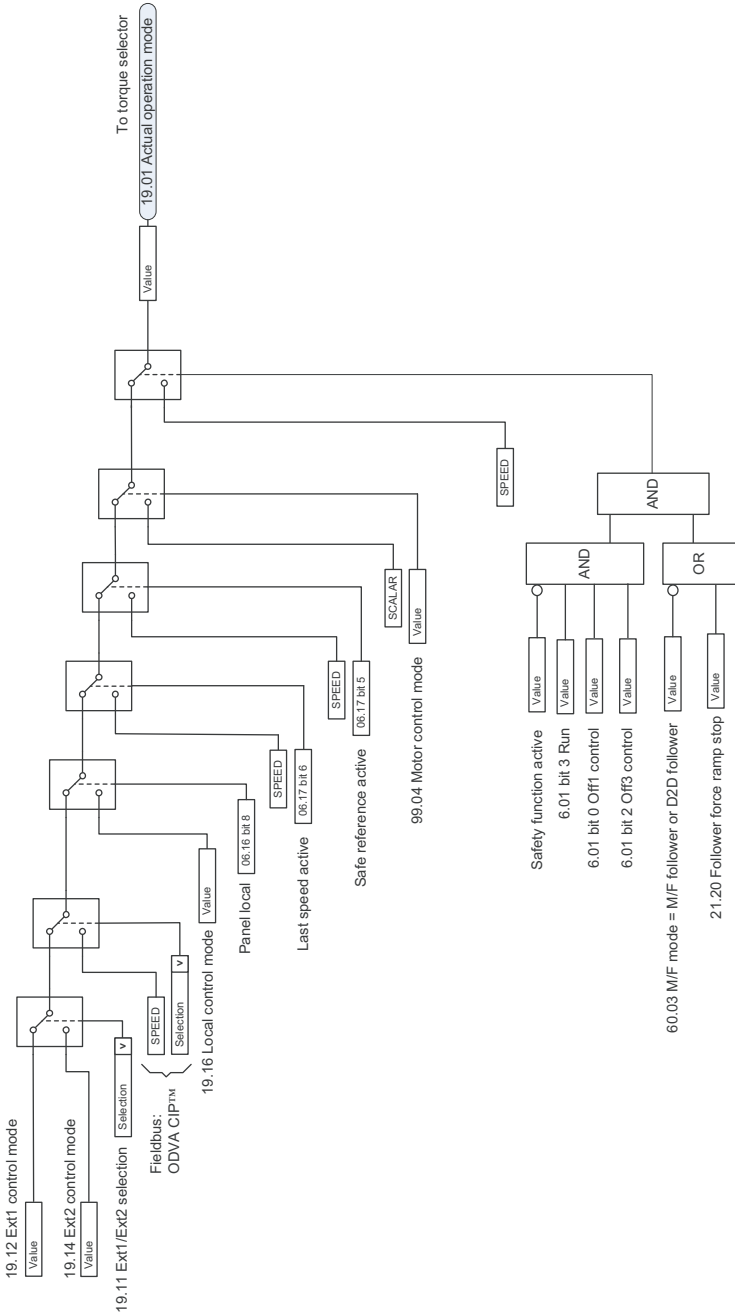 19.12 Ext1 control mode
Value
19.14 Ext2 control mode
Value
19.11 Ext1/Ext2 selection
Selection
v
Fieldbus:
ODVA CIP™
SPEED
Selection
v
19.16 Local control mode
Value
Panel local
06.16 bit 8
SPEED
Last speed active
06.17 bit 6
SPEED
Safe reference active
06.17 bit 5
SCALAR
99.04 Motor control mode
Value
SPEED
Safety function active
Value
6.01 bit 3 Run
Value
6.01 bit 0 Off1 control
Value
6.01 bit 2 Off3 control
Value
AND
60.03 M/F mode = M/F follower or D2D follower
Value
21.20 Follower force ramp stop
Value
OR
AND
Value
To torque selector
19.01 Actual operation mode